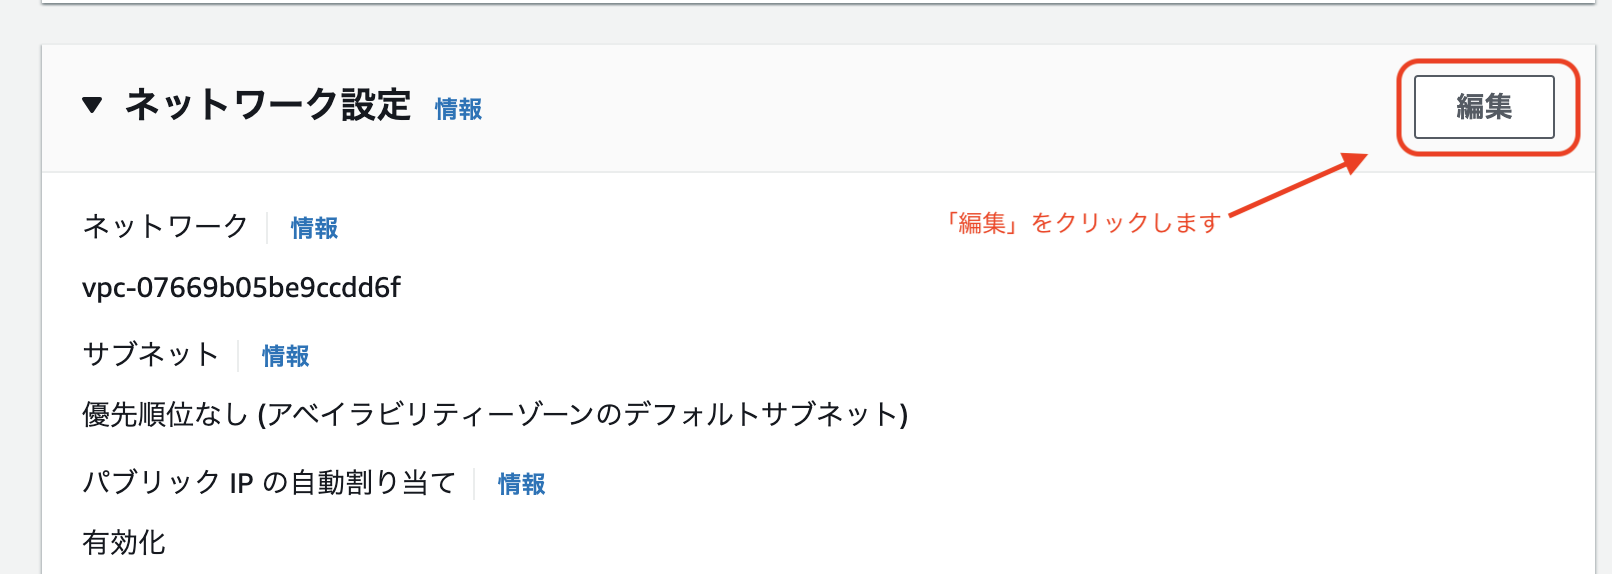 ▼ ネットワーク設定 情報
編集
ネットワーク 情報
「編集」をクリックします
vpc-07669b05be9ccdd6f
サブネット 情報
優先順位なし (アベイラビリティーゾーンのデフォルトサブネット)
パブリック IP の自動割り当て 情報
有効化